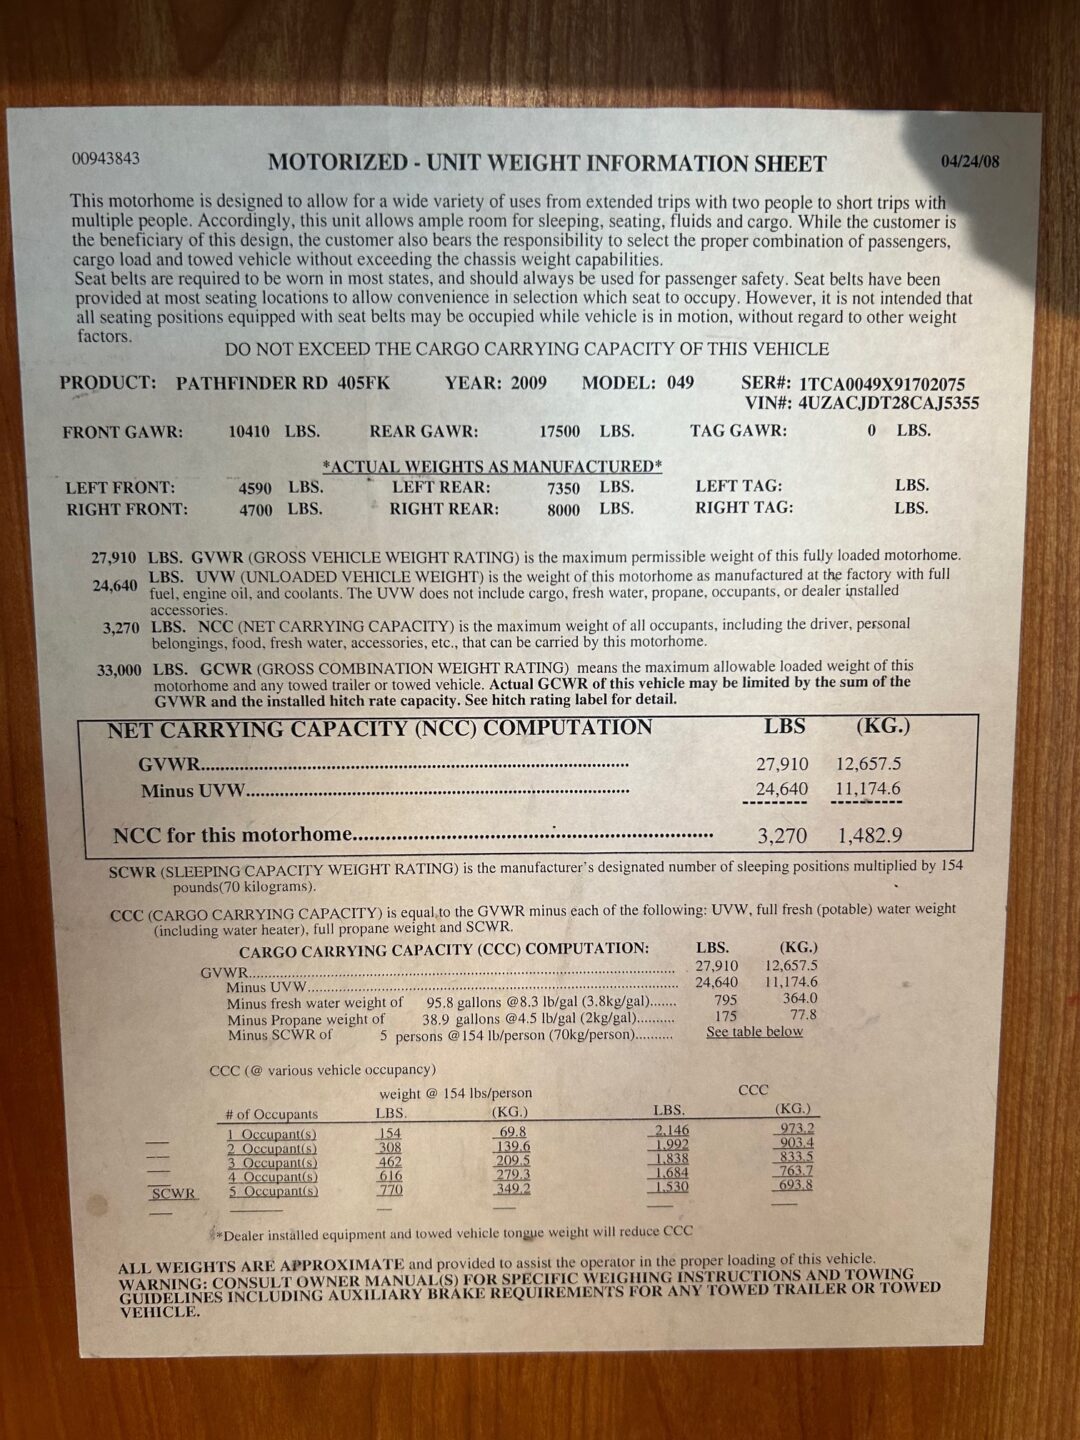 00943843
MOTORIZED - UNIT WEIGHT INFORMATION SHEET
04/24/08
This motorhome is designed to allow for a wide variety of uses from extended trips with two people to short trips with
multiple people. Accordingly, this unit allows ample room for sleeping, seating, fluids and cargo. While the customer is
the beneficiary of this design, the customer also bears the responsibility to select the proper combination of passengers,
cargo load and towed vehicle without exceeding the chassis weight capabilities.
Seat belts are required to be worn in most states, and should always be used for passenger safety. Seat belts have been
provided at most seating locations to allow convenience in selection which seat to occupy. However, it is not intended that
all seating positions equipped with seat belts may be occupied while vehicle is in motion, without regard to other weight
factors.
DO NOT EXCEED THE CARGO CARRYING CAPACITY OF THIS VEHICLE
PRODUCT: PATHFINDER RD 405FK YEAR: 2009 MODEL: 049 SER#: 1TCA0049X91702075
VIN#: 4UZACJDT28CAJ5355
FRONT GAWR: 10410 LBS. REAR GAWR: 17500 LBS. TAG GAWR: 0 LBS.
*ACTUAL WEIGHTS AS MANUFACTURED*
LEFT FRONT: 4590 LBS. LEFT REAR: 7350 LBS. LEFT TAG: LBS.
RIGHT FRONT: 4700 LBS. RIGHT REAR: 8000 LBS. RIGHT TAG: LBS.
27,910 LBS. GVWR (GROSS VEHICLE WEIGHT RATING) is the maximum permissible weight of this fully loaded motorhome.
24,640 LBS. UVW (UNLOADED VEHICLE WEIGHT) is the weight of this motorhome as manufactured at the factory with full
fuel, engine oil, and coolants. The UVW does not include cargo, fresh water, propane, occupants, or dealer installed
accessories.
3,270 LBS. NCC (NET CARRYING CAPACITY) is the maximum weight of all occupants, including the driver, personal
belongings, food, fresh water, accessories, etc., that can be carried by this motorhome.
33,000 LBS. GCWR (GROSS COMBINATION WEIGHT RATING) means the maximum allowable loaded weight of this
motorhome and any towed trailer or towed vehicle. Actual GCWR of this vehicle may be limited by the sum of the
GVWR and the installed hitch rate capacity. See hitch rating label for detail.
NET CARRYING CAPACITY (NCC) COMPUTATION LBS (KG.)
GVWR........ 27,910 12,657.5
Minus UVW........ 24,640 11,174.6
NCC for this motorhome........ 3,270 1,482.9
SCWR (SLEEPING CAPACITY WEIGHT RATING) is the manufacturer's designated number of sleeping positions multiplied by 154
pounds(70 kilograms).
CCC (CARGO CARRYING CAPACITY) is equal to the GVWR minus each of the following: UVW, full fresh (potable) water weight
(including water heater), full propane weight and SCWR.
CARGO CARRYING CAPACITY (CCC) COMPUTATION: LBS. (KG.)
GVWR........ 27,910 12,657.5
Minus UVW........ 24,640 11,174.6
Minus fresh water weight of 95.8 gallons @8.3 lb/gal (3.8kg/gal)....... 795 364.0
Minus Propane weight of 38.9 gallons @4.5 lb/gal (2kg/gal).......... 175 77.8
Minus SCWR of 5 persons @154 lb/person (70kg/person).......... See table below
CCC (@ various vehicle occupancy)
weight @ 154 lbs/person CCC
# of Occupants LBS. (KG.) LBS. (KG.)
1 Occupant(s) 154 69.8 2,146 973.2
2 Occupant(s) 308 139.6 1,992 903.4
3 Occupant(s) 462 209.5 1,838 833.5
4 Occupant(s) 616 279.3 1,684 763.7
SCWR 5 Occupant(s) 770 349.2 1,530 693.8
**Dealer installed equipment and towed vehicle tongue weight will reduce CCC
ALL WEIGHTS ARE APPROXIMATE and provided to assist the operator in the proper loading of this vehicle.
WARNING: CONSULT OWNER MANUAL(S) FOR SPECIFIC WEIGHING INSTRUCTIONS AND TOWING
GUIDELINES INCLUDING AUXILIARY BRAKE REQUIREMENTS FOR ANY TOWED TRAILER OR TOWED
VEHICLE.